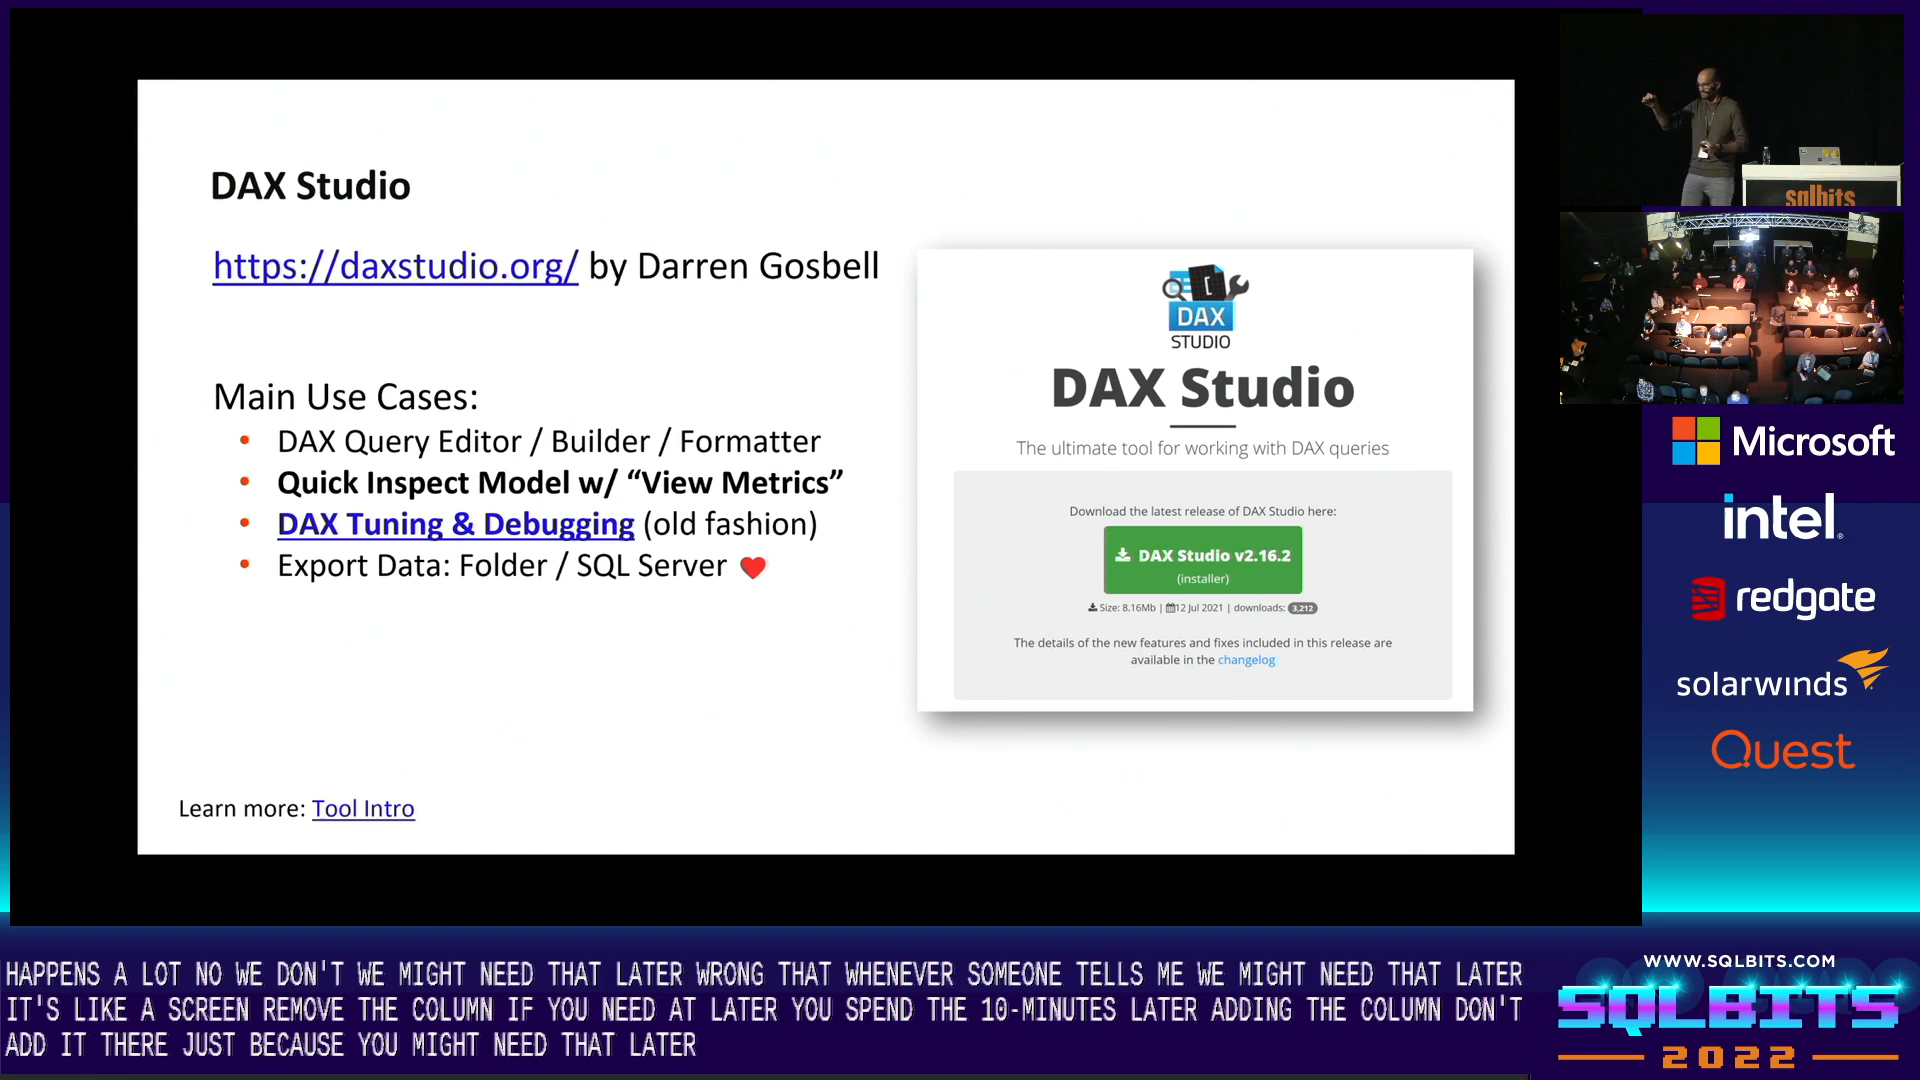 DAX Studio
https://daxstudio.org/ by Darren Gosbell
Main Use Cases:
• DAX Query Editor / Builder / Formatter
• Quick Inspect Model w/ “View Metrics”
• DAX Tuning & Debugging (old fashion)
• Export Data: Folder / SQL Server
Learn more: Tool Intro
DAX
STUDIO
DAX Studio
The ultimate tool for working with DAX queries
Download the latest release of DAX Studio here:
DAX Studio v2.16.2
(installer)
Size: 8.16Mb | 12 Jul 2021 | downloads: 3,212
The details of the new features and fixes included in this release are
available in the changelog
sqlbits
Microsoft
intel.
redgate
solarwinds
Quest
HAPPENS A LOT NO WE DON'T WE MIGHT NEED THAT LATER WRONG THAT WHENEVER SOMEONE TELLS ME WE MIGHT NEED THAT LATER
IT'S LIKE A SCREEN REMOVE THE COLUMN IF YOU NEED AT LATER YOU SPEND THE 10-MINUTES LATER ADDING THE COLUMN DON'T
ADD IT THERE JUST BECAUSE YOU MIGHT NEED THAT LATER
WWW.SQLBITS.COM
SQLBITS
2022